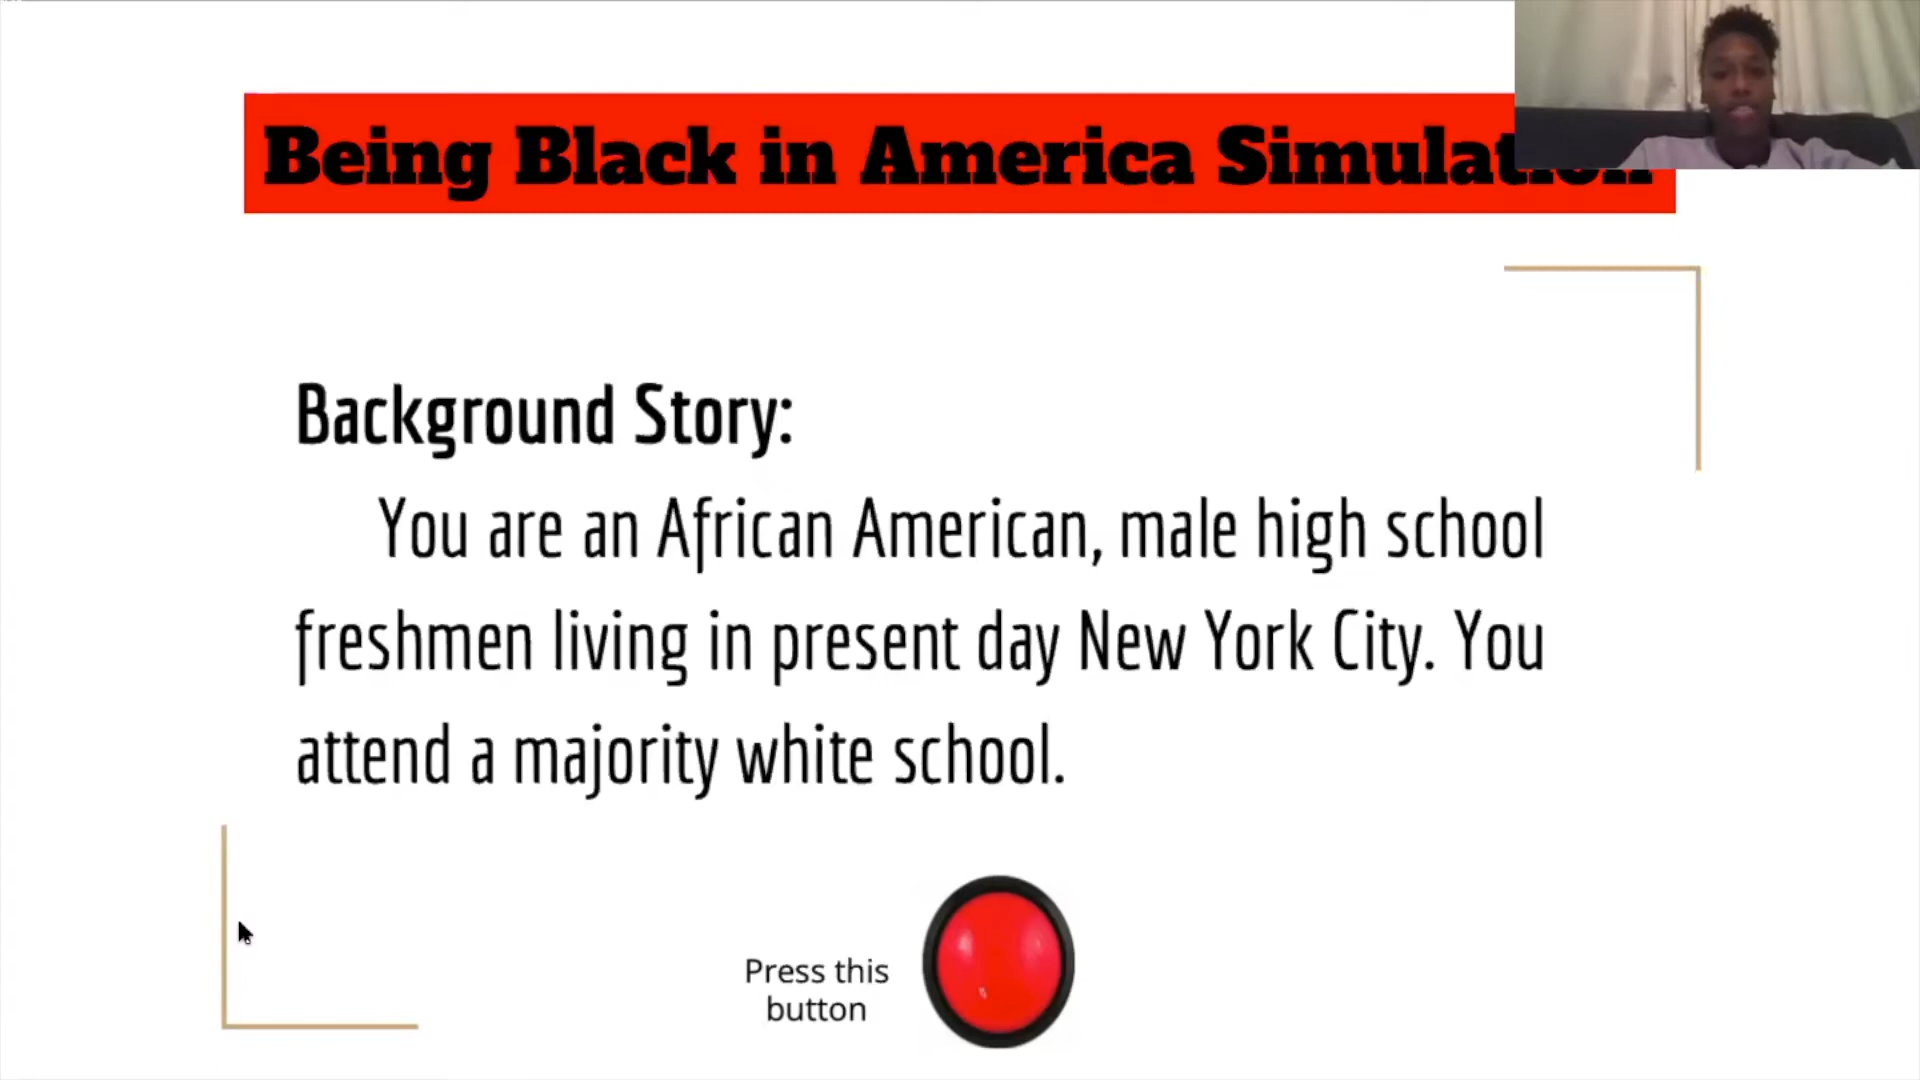 Being Black in America Simulation
Background Story:
You are an African American, male high school
freshmen living in present day New York City. You
attend a majority white school.
Press this
button